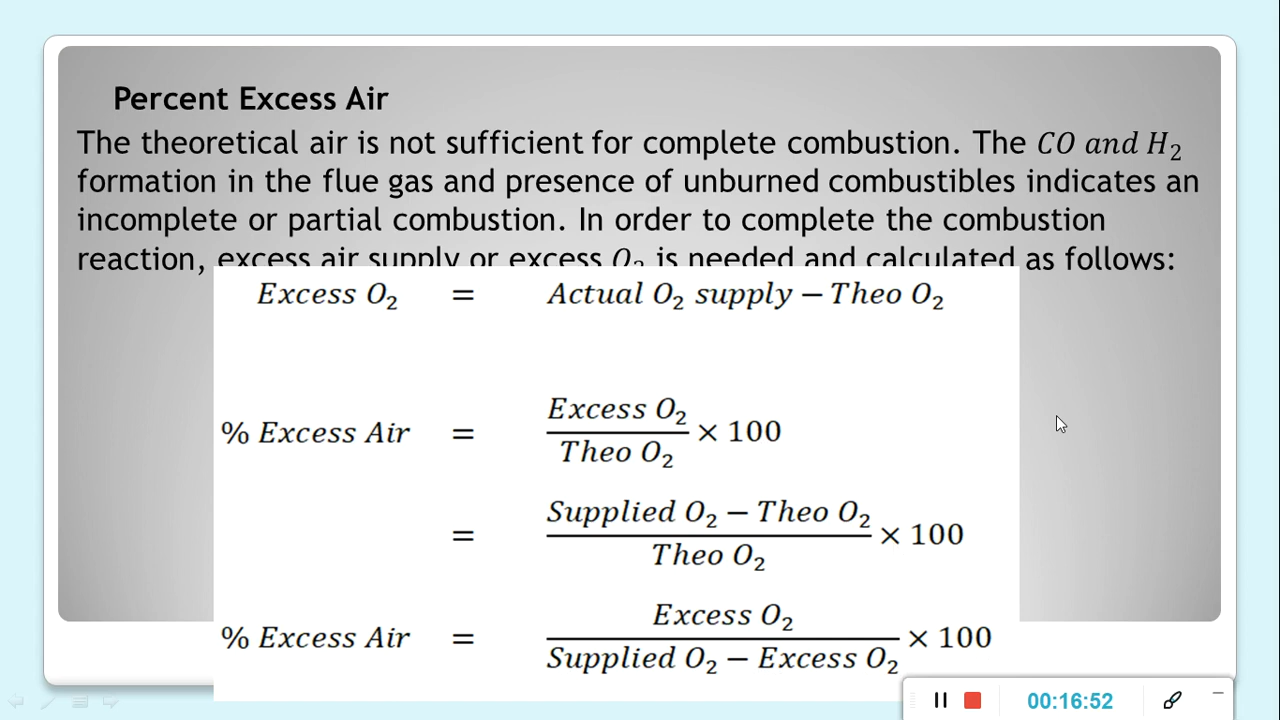 Percent Excess Air
The theoretical air is not sufficient for complete combustion. The CO and H₂
formation in the flue gas and presence of unburned combustibles indicates an
incomplete or partial combustion. In order to complete the combustion
reaction, excess air supply or excess O₂ is needed and calculated as follows:
Excess O₂ = Actual O₂ supply − Theo O₂
% Excess Air = Excess O₂ / Theo O₂ × 100
= Supplied O₂ − Theo O₂ / Theo O₂ × 100
% Excess Air = Excess O₂ / Supplied O₂ − Excess O₂ × 100
00:16:52